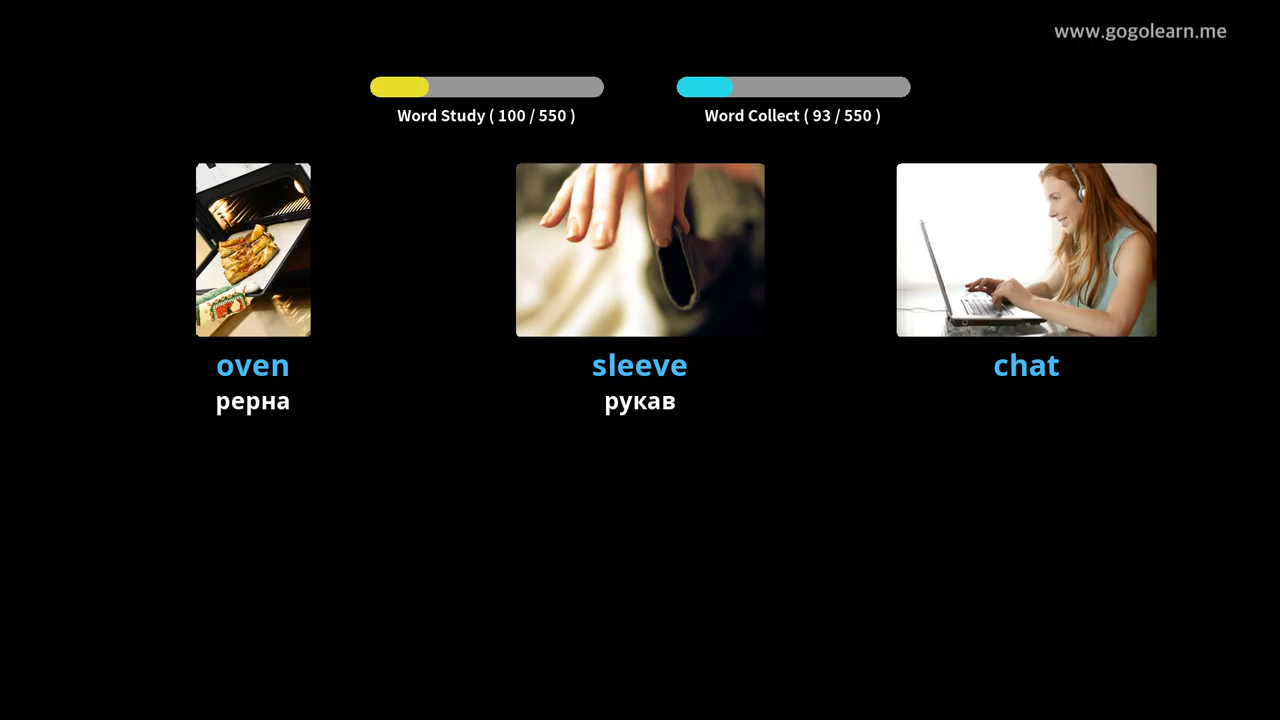 www.gogolearn.me
Word Study ( 100 / 550 )
Word Collect ( 93 / 550 )
oven
рерна
sleeve
рукав
chat